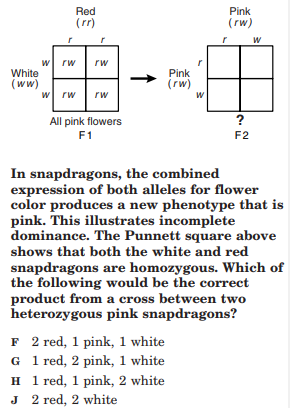 Red
(rr)
Pink
(rw)
r r
r w
White
(ww)
w rw rw
w rw rw
Pink
(rw)
r
w
All pink flowers
F1
?
F2
In snapdragons, the combined
expression of both alleles for flower
color produces a new phenotype that is
pink. This illustrates incomplete
dominance. The Punnett square above
shows that both the white and red
snapdragons are homozygous. Which of
the following would be the correct
product from a cross between two
heterozygous pink snapdragons?
F 2 red, 1 pink, 1 white
G 1 red, 2 pink, 1 white
H 1 red, 1 pink, 2 white
J 2 red, 2 white